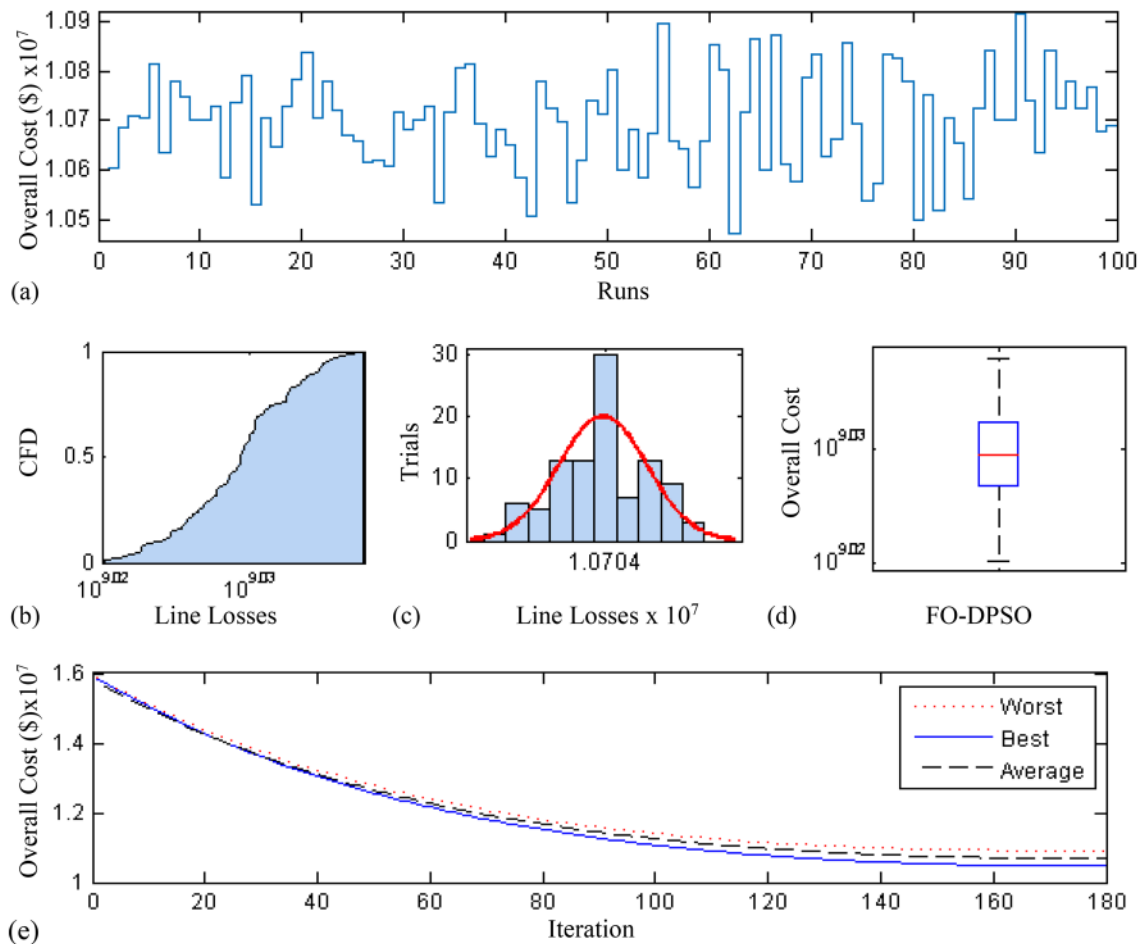 Overall Cost ($) x10^7
1.09
1.08
1.07
1.06
1.05
0 10 20 30 40 50 60 70 80 90 100
Runs
(a)
CFD
1
0.5
0
10^9.02 10^9.03
Line Losses
(b)
Trials
30
20
10
0
1.0704
Line Losses x 10^7
(c)
Overall Cost
10^9.03
10^9.02
FO-DPSO
(d)
Overall Cost ($)x10^7
1.6
1.4
1.2
1
0 20 40 60 80 100 120 140 160 180
Iteration
Worst
Best
Average
(e)